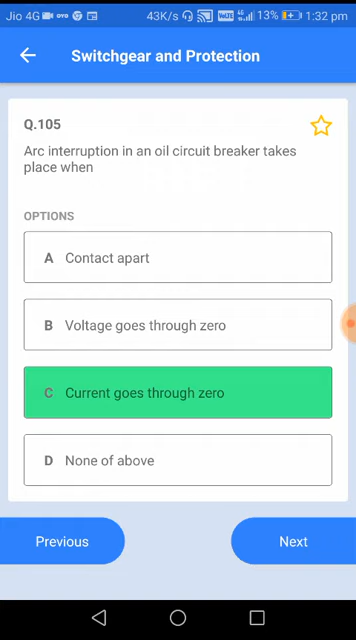 Jio 4G 43K/s 13% 1:32 pm
Switchgear and Protection
Q.105
Arc interruption in an oil circuit breaker takes
place when
OPTIONS
A Contact apart
B Voltage goes through zero
C Current goes through zero
D None of above
Previous Next